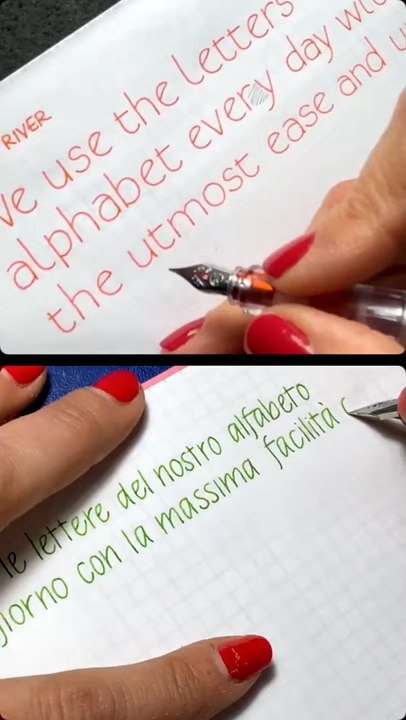 RIVER
use the letters
alphabet every day
the utmost ease and
le lettere del nostro alfabeto
giorno con la massima facilità